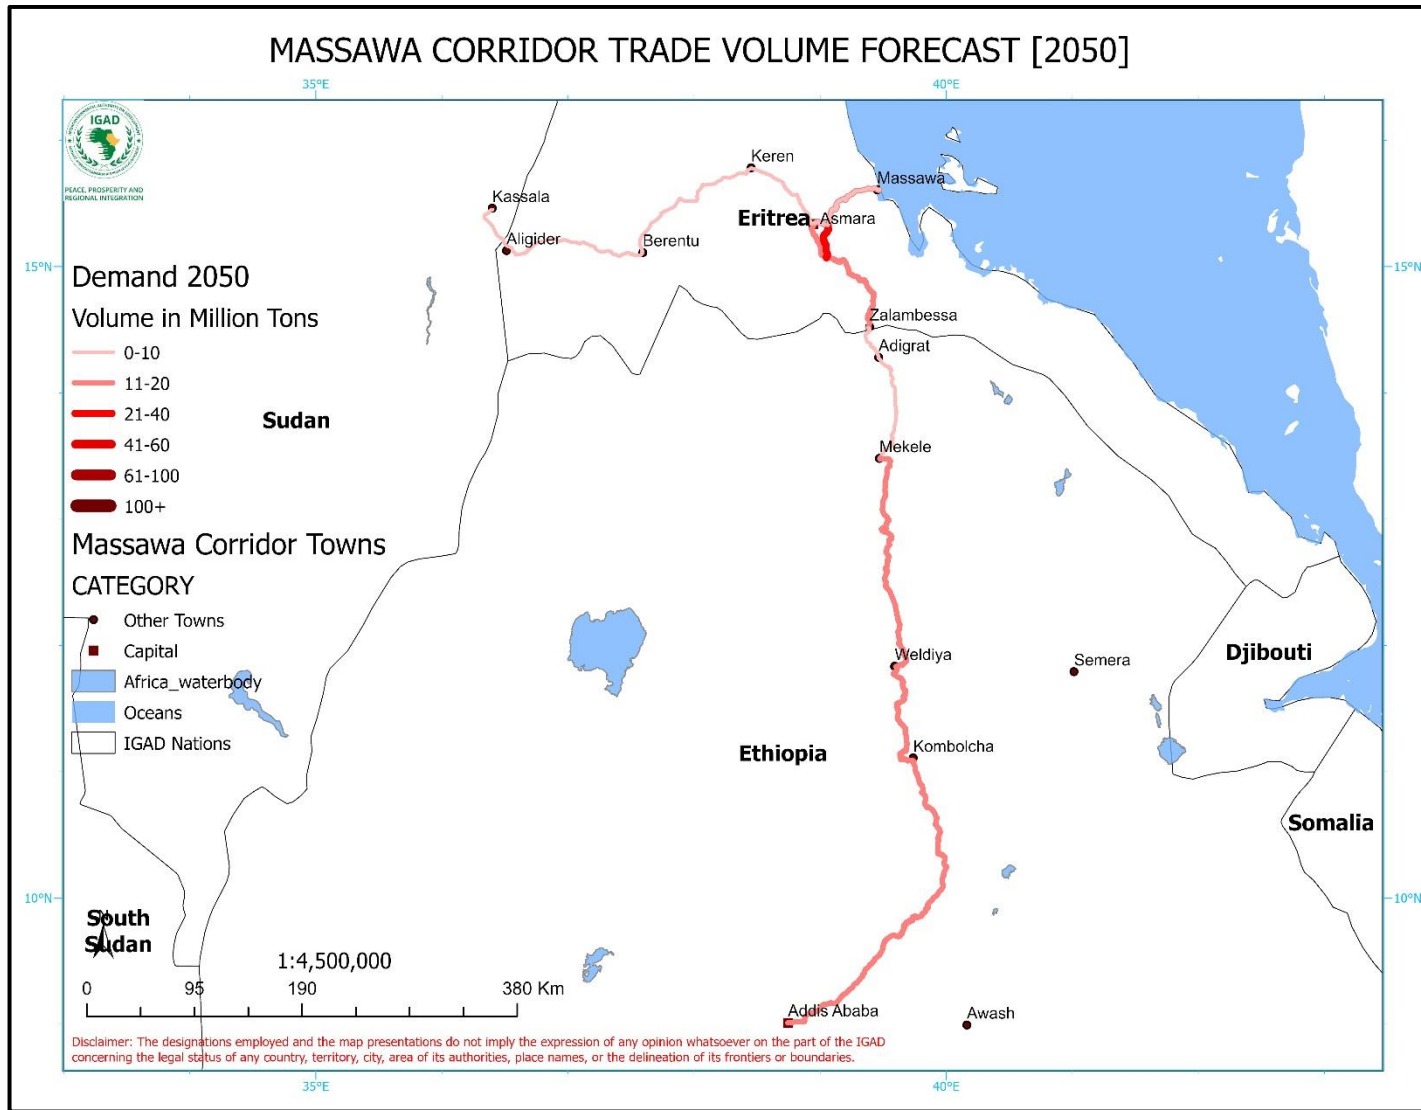 MASSAWA CORRIDOR TRADE VOLUME FORECAST [2050]
35°E
40°E
IGAD
PEACE, PROSPERITY AND
REGIONAL INTEGRATION
Keren
Massawa
Kassala
Eritrea
Asmara
Aligider
Berentu
15°N
15°N
Demand 2050
Volume in Million Tons
0-10
11-20
21-40
41-60
61-100
100+
Zalambessa
Adigrat
Sudan
Mekele
Massawa Corridor Towns
CATEGORY
Other Towns
Capital
Africa_waterbody
Oceans
IGAD Nations
Weldiya
Semera
Djibouti
Kombolcha
Ethiopia
Somalia
10°N
10°N
N
South
Sudan
1:4,500,000
0 95 190 380 Km
Addis Ababa
Awash
Disclaimer: The designations employed and the map presentations do not imply the expression of any opinion whatsoever on the part of the IGAD
concerning the legal status of any country, territory, city, area of its authorities, place names, or the delineation of its frontiers or boundaries.
35°E
40°E